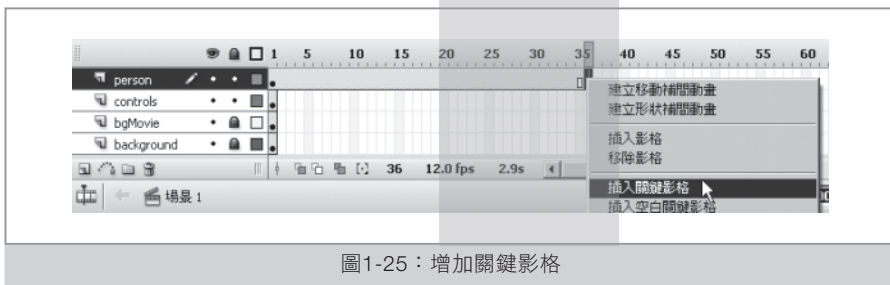 1 5 10 15 20 25 30 35 40 45 50 55 60
person
controls
bgMovie
background
36 12.0 fps 2.9s
場景 1
建立移動補間動畫
建立形狀補間動畫
插入影格
移除影格
插入關鍵影格
插入空白關鍵影格
圖1-25：增加關鍵影格